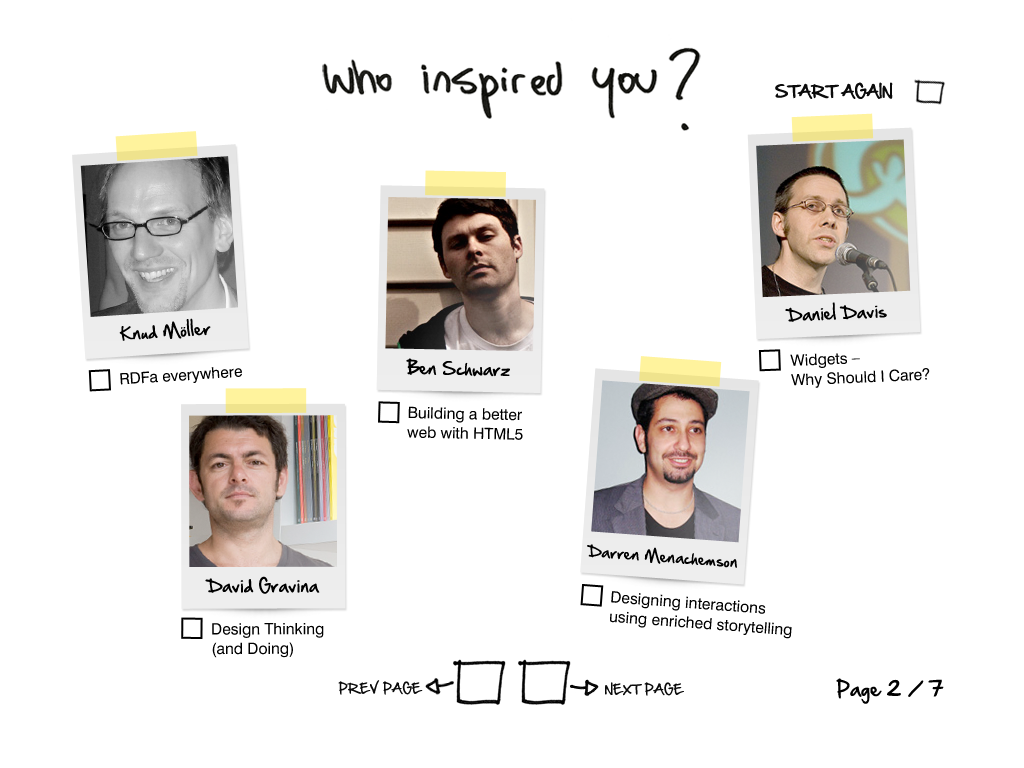 who inspired you?
START AGAIN
Knud Möller
RDFa everywhere
Ben Schwarz
Building a better
web with HTML5
Daniel Davis
Widgets –
Why Should I Care?
David Gravina
Design Thinking
(and Doing)
Darren Menachemson
Designing interactions
using enriched storytelling
PREV PAGE
NEXT PAGE
Page 2 / 7